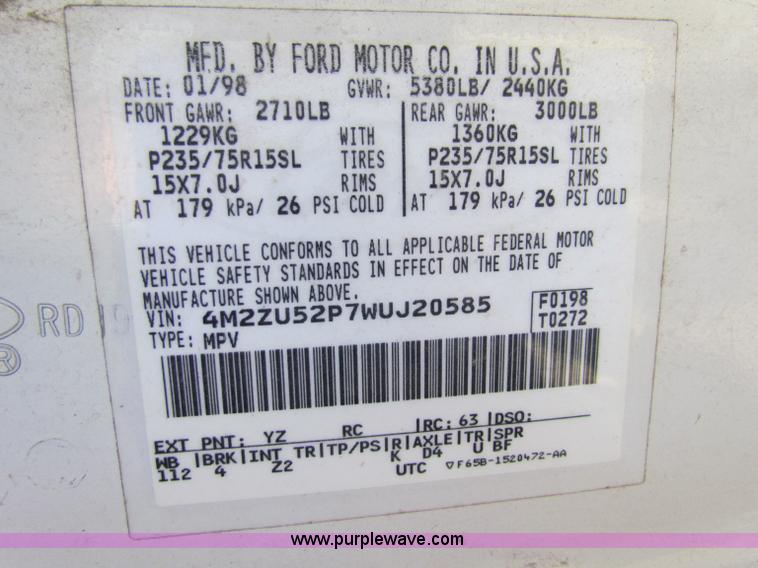 MFD. BY FORD MOTOR CO. IN U.S.A.
DATE: 01/98 GVWR: 5380LB/ 2440KG
FRONT GAWR: 2710LB REAR GAWR: 3000LB
1229KG WITH 1360KG WITH
P235/75R15SL TIRES P235/75R15SL TIRES
15X7.0J RIMS 15X7.0J RIMS
AT 179 kPa/ 26 PSI COLD AT 179 kPa/ 26 PSI COLD
THIS VEHICLE CONFORMS TO ALL APPLICABLE FEDERAL MOTOR
VEHICLE SAFETY STANDARDS IN EFFECT ON THE DATE OF
MANUFACTURE SHOWN ABOVE.
VIN: 4M2ZU52P7WUJ20585 F0198
TYPE: MPV T0272
RD
®
EXT PNT: YZ RC |RC: 63 |DSO:
WB |BRK|INT TR|TP/PS|R|AXLE|TR|SPR
112 4 Z2 K D4 U BF
UTC ▽F65B-1520472-AA
www.purplewave.com